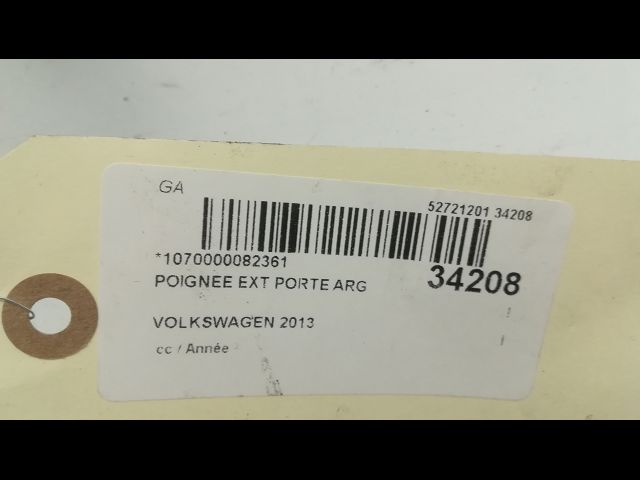 GA
52721201 34208
*1070000082361
34208
POIGNEE EXT PORTE ARG
VOLKSWAGEN 2013
cc / Année